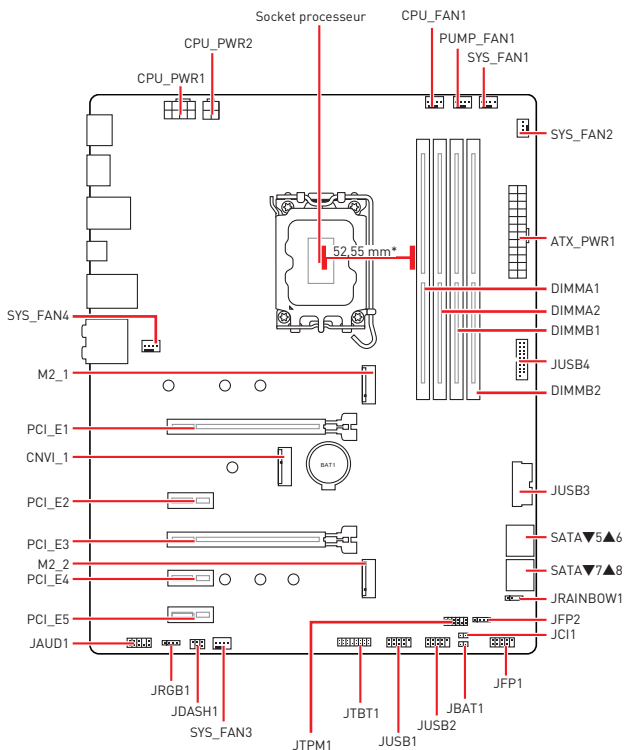 Socket processeur
CPU_FAN1
CPU_PWR2
PUMP_FAN1
CPU_PWR1
SYS_FAN1
SYS_FAN2
52,55 mm*
ATX_PWR1
DIMMA1
DIMMA2
SYS_FAN4
DIMMB1
JUSB4
M2_1
DIMMB2
PCI_E1
CNVI_1
BAT1
JUSB3
PCI_E2
PCI_E3
SATA▼5▲6
M2_2
SATA▼7▲8
PCI_E4
JRAINBOW1
PCI_E5
JFP2
JCI1
JAUD1
JRGB1
JDASH1
SYS_FAN3
JTPM1
JTBT1
JUSB1
JUSB2
JBAT1
JFP1